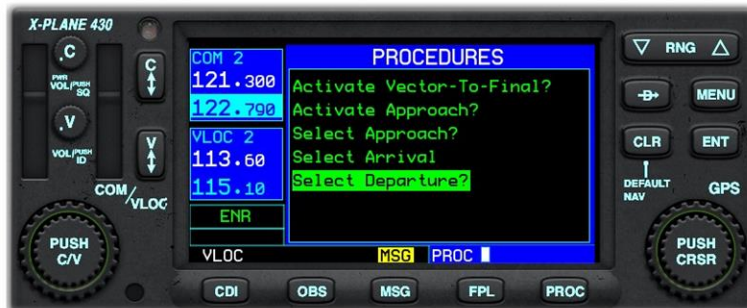 X-PLANE 430
C
PWR
VOL/PUSH
SQ
V
VOL/PUSH
ID
COM/VLOC
PUSH
C/V
C
V
COM 2
121.300
122.790
VLOC 2
113.60
115.10
ENR
VLOC
PROCEDURES
Activate Vector-To-Final?
Activate Approach?
Select Approach?
Select Arrival
Select Departure?
MSG
PROC
CDI
OBS
MSG
FPL
PROC
RNG
D
MENU
CLR
ENT
DEFAULT
NAV
GPS
PUSH
CRSR